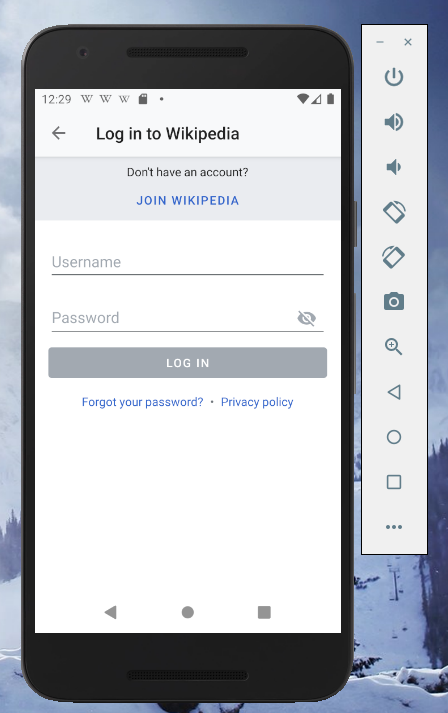 12:29 W W W
Log in to Wikipedia
Don't have an account?
JOIN WIKIPEDIA
Username
Password
LOG IN
Forgot your password? • Privacy policy